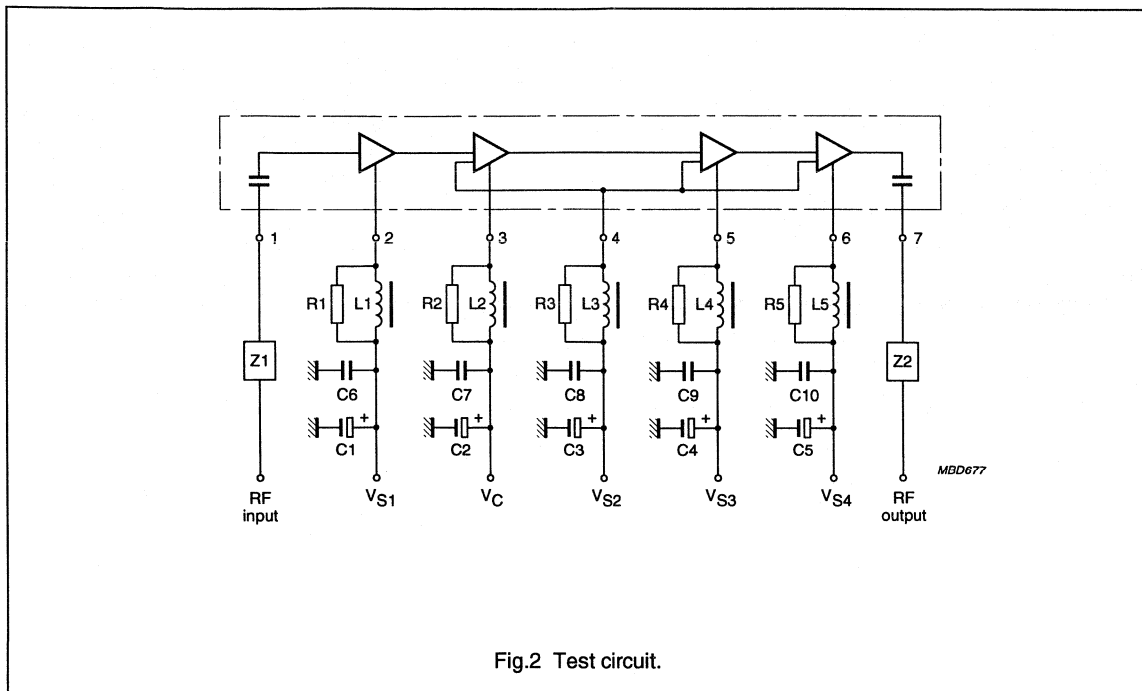 1 2 3 4 5 6 7
R1 L1 R2 L2 R3 L3 R4 L4 R5 L5
Z1 Z2
C6 C7 C8 C9 C10
+ + + + +
C1 C2 C3 C4 C5
MBD677
RF input
VS1 VC VS2 VS3 VS4
RF output
Fig.2 Test circuit.